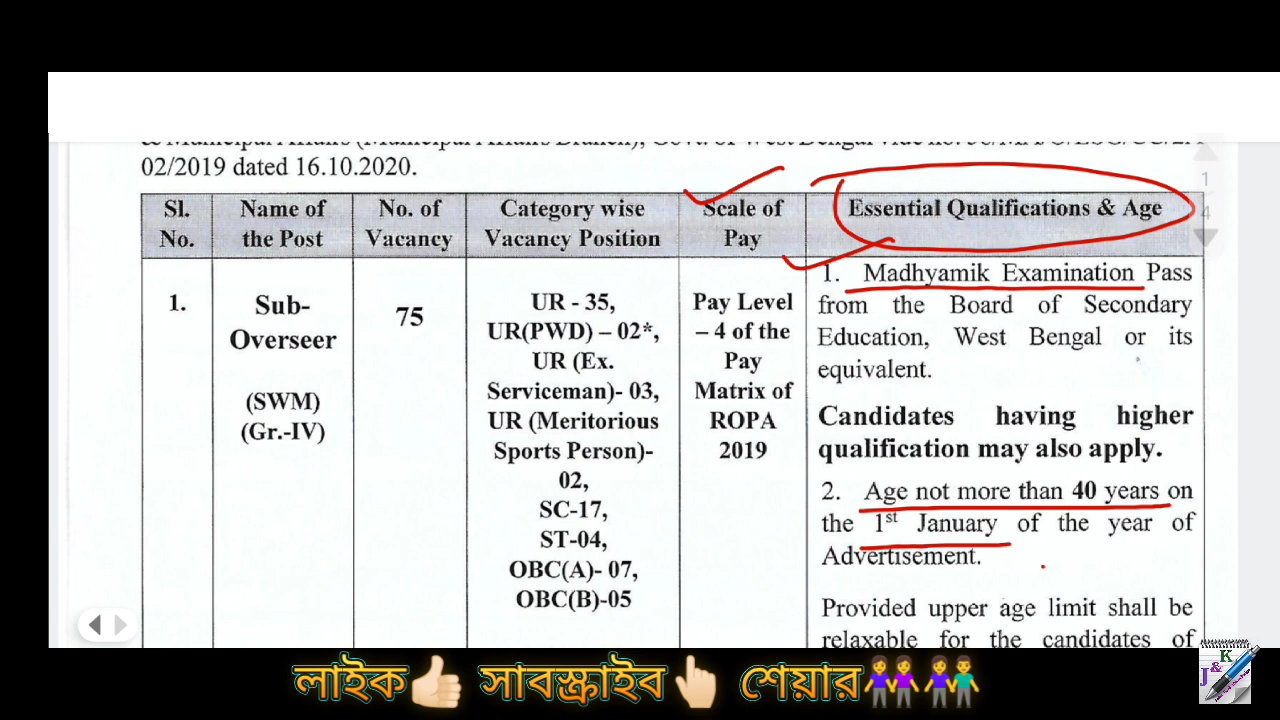 02/2019 dated 16.10.2020.
Sl. No.
Name of the Post
No. of Vacancy
Category wise Vacancy Position
Scale of Pay
Essential Qualifications & Age
1.
Sub-
Overseer
(SWM)
(Gr.-IV)
75
UR - 35,
UR(PWD) – 02*,
UR (Ex.
Serviceman)- 03,
UR (Meritorious
Sports Person)-
02,
SC-17,
ST-04,
OBC(A)- 07,
OBC(B)-05
Pay Level
– 4 of the
Pay
Matrix of
ROPA
2019
1. Madhyamik Examination Pass
from the Board of Secondary
Education, West Bengal or its
equivalent.
Candidates having higher
qualification may also apply.
2. Age not more than 40 years on
the 1st January of the year of
Advertisement.
Provided upper age limit shall be
relaxable for the candidates of
1
4
লাইক সাবস্ক্রাইব শেয়ার
J&K